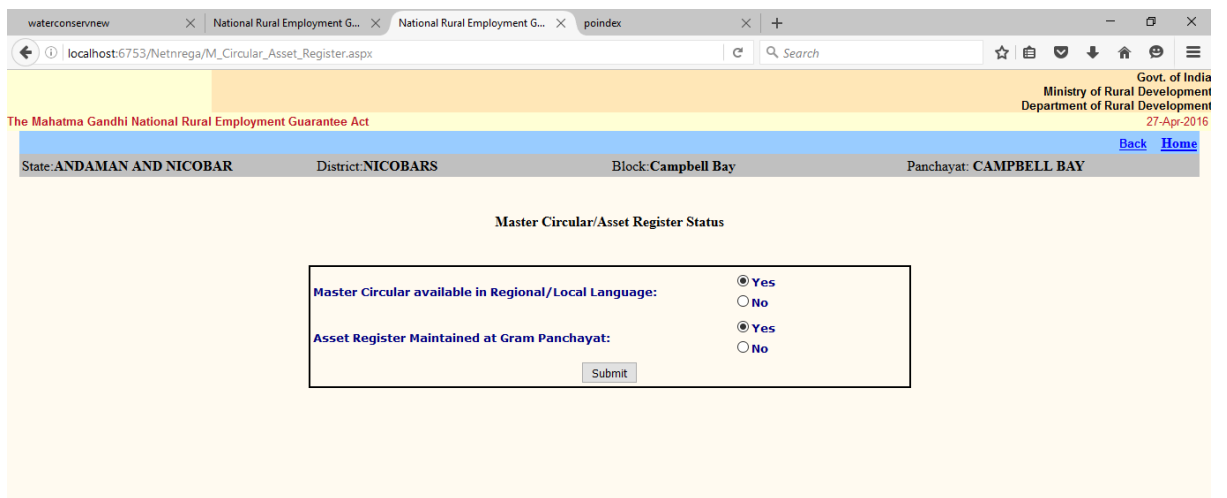 waterconservnew
National Rural Employment G...
National Rural Employment G...
poindex
localhost:6753/Netnrega/M_Circular_Asset_Register.aspx
Search
Govt. of India
Ministry of Rural Development
Department of Rural Development
The Mahatma Gandhi National Rural Employment Guarantee Act 27-Apr-2016
Back Home
State:ANDAMAN AND NICOBAR District:NICOBARS Block:Campbell Bay Panchayat: CAMPBELL BAY
Master Circular/Asset Register Status
Master Circular available in Regional/Local Language:
Yes
No
Asset Register Maintained at Gram Panchayat:
Yes
No
Submit